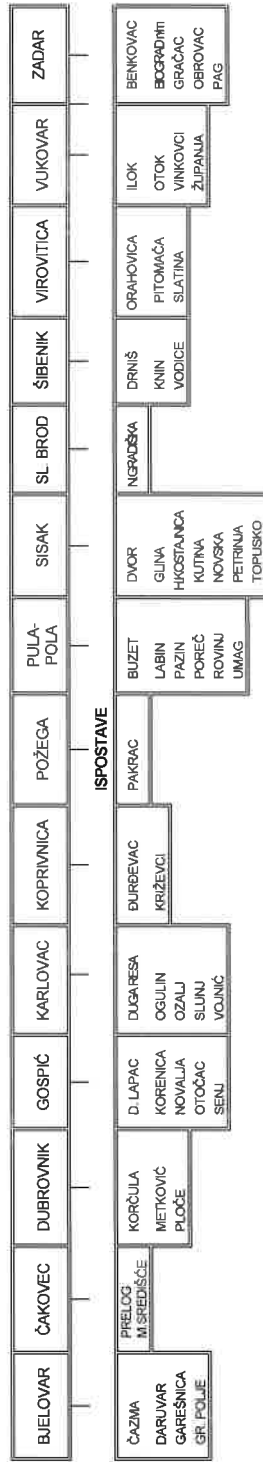 BJELOVAR
ČAKOVEC
DUBROVNIK
GOSPIĆ
KARLOVAC
KOPRIVNICA
POŽEGA
PULA-
POLA
SISAK
SL. BROD
ŠIBENIK
VIROVITICA
VUKOVAR
ZADAR
ISPOSTAVE
ČAZMA
DARUVAR
GAREŠNICA
GR. POLJE
PRELOG
M.SREDIŠĆE
KORČULA
METKOVIĆ
PLOČE
D. LAPAC
KORENICA
NOVALJA
OTOČAC
SENJ
DUGA RESA
OGULIN
OZALJ
SLUNJ
VOJNIĆ
ĐURĐEVAC
KRIŽEVCI
PAKRAC
BUZET
LABIN
PAZIN
POREČ
ROVINJ
UMAG
DVOR
GLINA
H.KOSTAJNICA
KUTINA
NOVSKA
PETRINJA
TOPUSKO
N.GRADIŠKA
DRNIŠ
KNIN
VODICE
ORAHOVICA
PITOMAČA
SLATINA
ILOK
OTOK
VINKOVCI
ŽUPANJA
BENKOVAC
BIOGRAD n/m
GRAČAC
OBROVAC
PAG